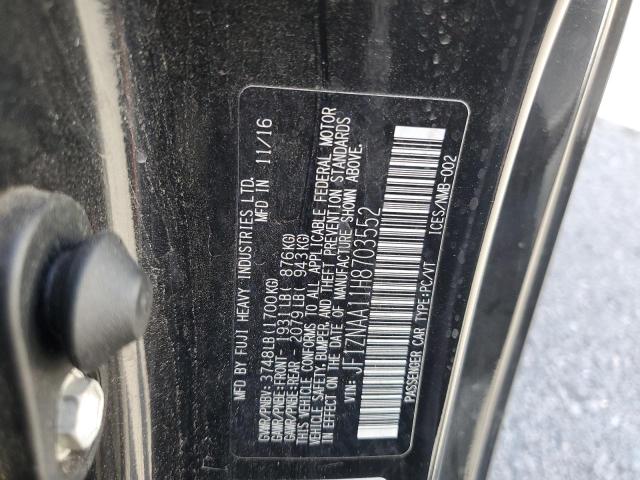 MFD BY FUJI HEAVY INDUSTRIES LTD.
MFD IN 11/16
GVWR/PNBV: 3748LB(1700KG)
GAWR/PNBE:FRONT- 1931LB( 876KG)
GAWR/PNBE:REAR- 2079LB( 943KG)
THIS VEHICLE CONFORMS TO ALL APPLICABLE FEDERAL MOTOR
VEHICLE SAFETY,BUMPER, AND THEFT PREVENTION STANDARDS
IN EFFECT ON THE DATE OF MANUFACTURE SHOWN ABOVE.
VIN: JF1ZNAA11H8703552
PASSENGER CAR TYPE:PC/VT
ICES/NMB-002